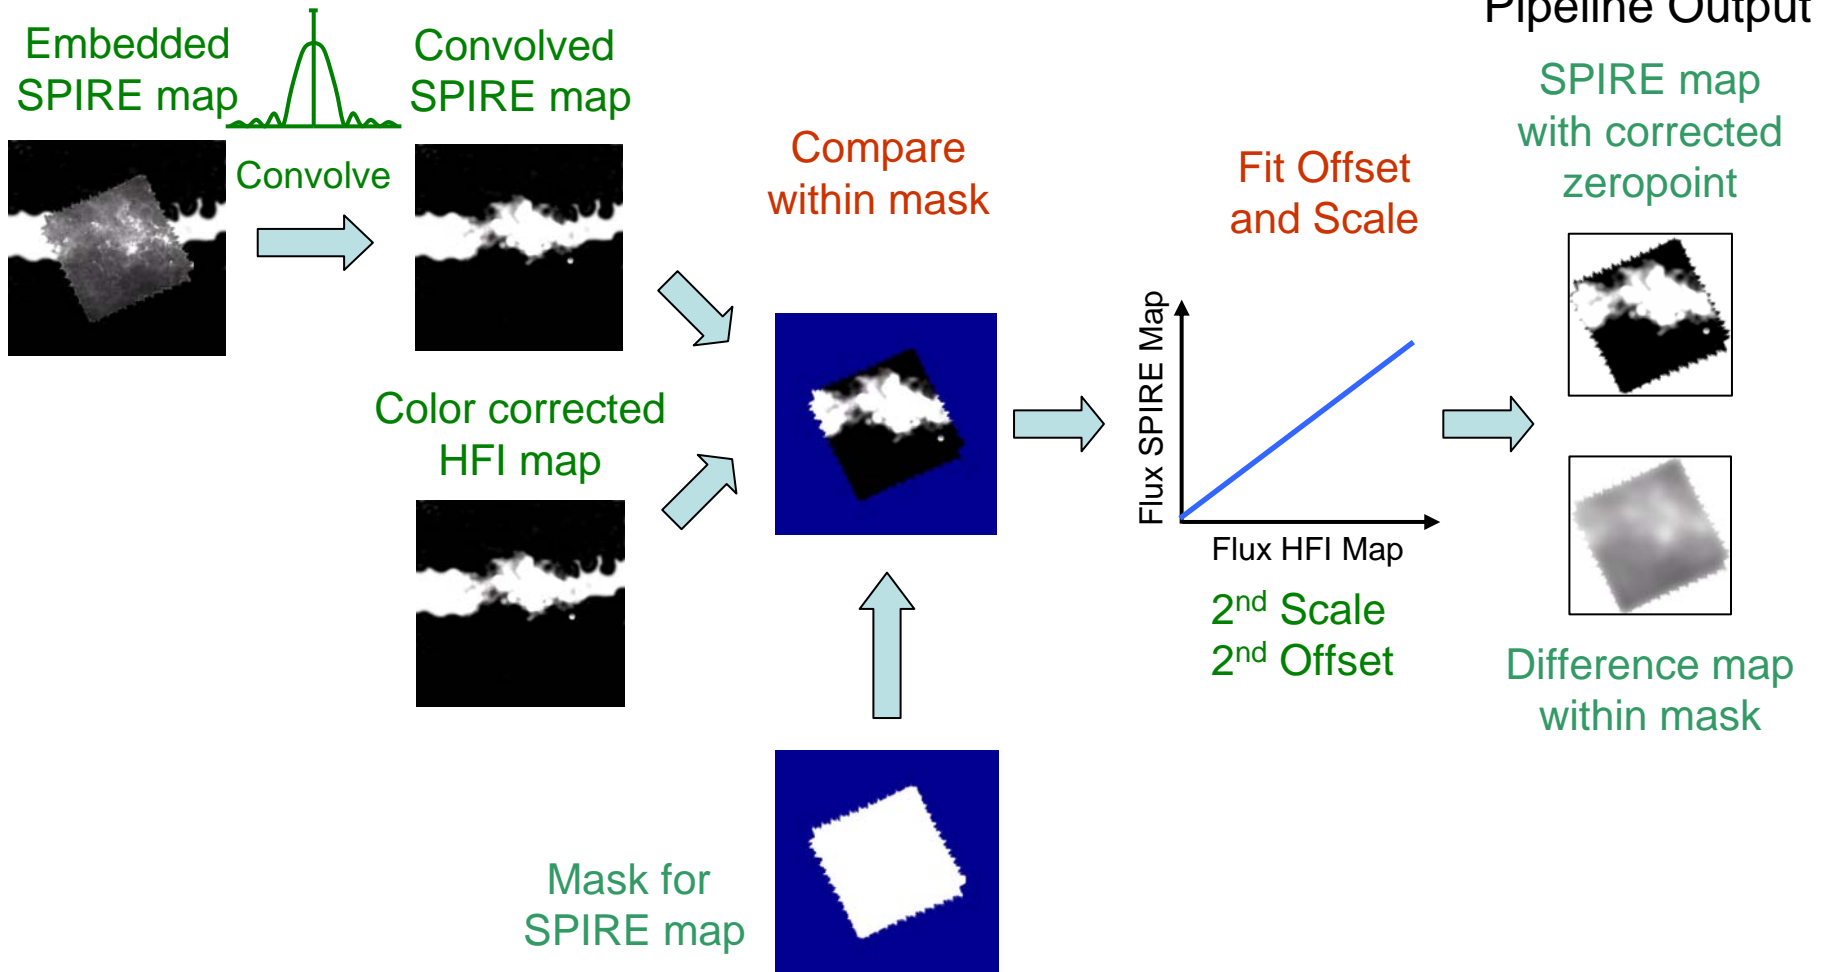 Pipeline Output
Embedded
SPIRE map
Convolve
Convolved
SPIRE map
Color corrected
HFI map
Compare
within mask
Mask for
SPIRE map
Fit Offset
and Scale
Flux SPIRE Map
Flux HFI Map
2nd Scale
2nd Offset
SPIRE map
with corrected
zeropoint
Difference map
within mask